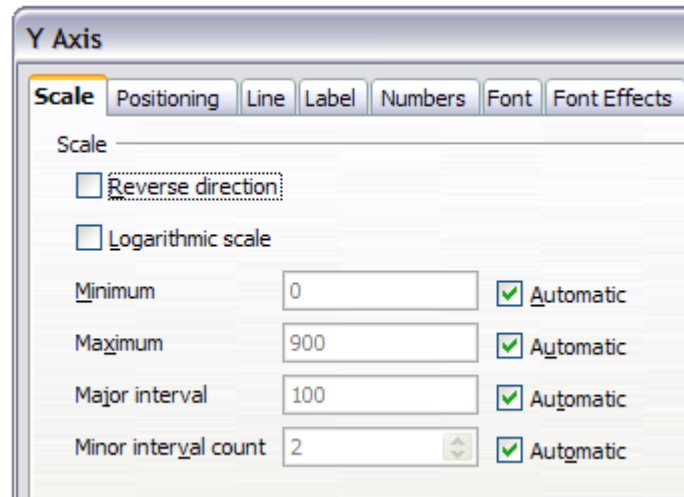 Y Axis
Scale Positioning Line Label Numbers Font Font Effects
Scale
Reverse direction
Logarithmic scale
Minimum 0 Automatic
Maximum 900 Automatic
Major interval 100 Automatic
Minor interval count 2 Automatic